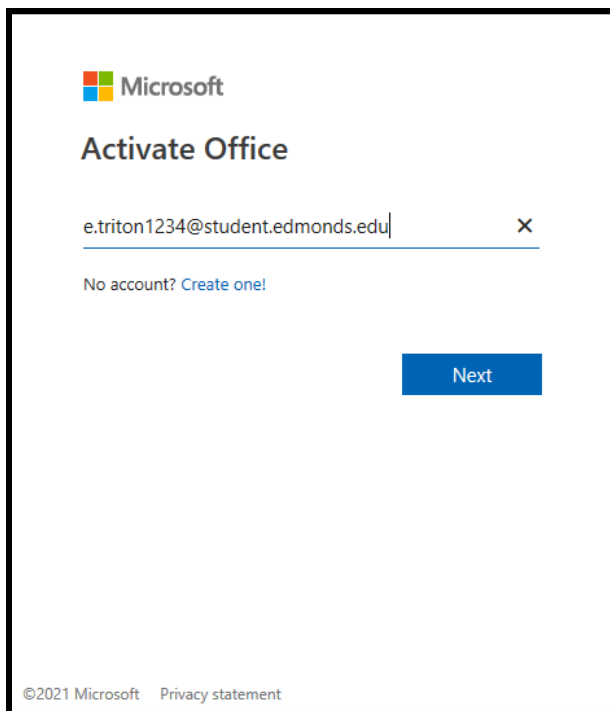 Microsoft
Activate Office
e.triton1234@student.edmonds.edu
No account? Create one!
Next
©2021 Microsoft Privacy statement